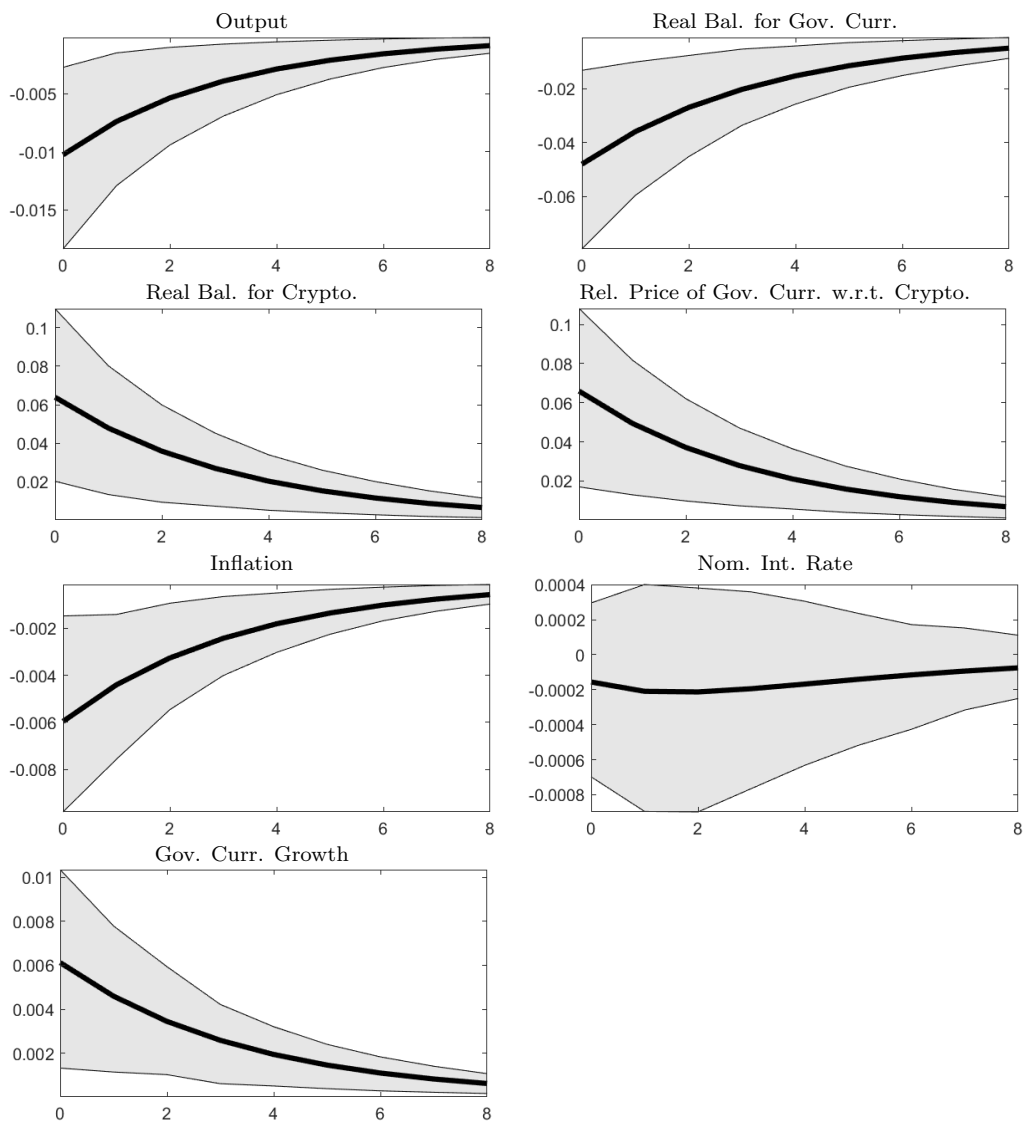 Output
-0.005
-0.01
-0.015
0 2 4 6 8
Real Bal. for Gov. Curr.
-0.02
-0.04
-0.06
0 2 4 6 8
Real Bal. for Crypto.
0.1
0.08
0.06
0.04
0.02
0 2 4 6 8
Rel. Price of Gov. Curr. w.r.t. Crypto.
0.1
0.08
0.06
0.04
0.02
0 2 4 6 8
Inflation
-0.002
-0.004
-0.006
-0.008
0 2 4 6 8
Nom. Int. Rate
0.0004
0.0002
0
-0.0002
-0.0004
-0.0006
-0.0008
0 2 4 6 8
Gov. Curr. Growth
0.01
0.008
0.006
0.004
0.002
0 2 4 6 8